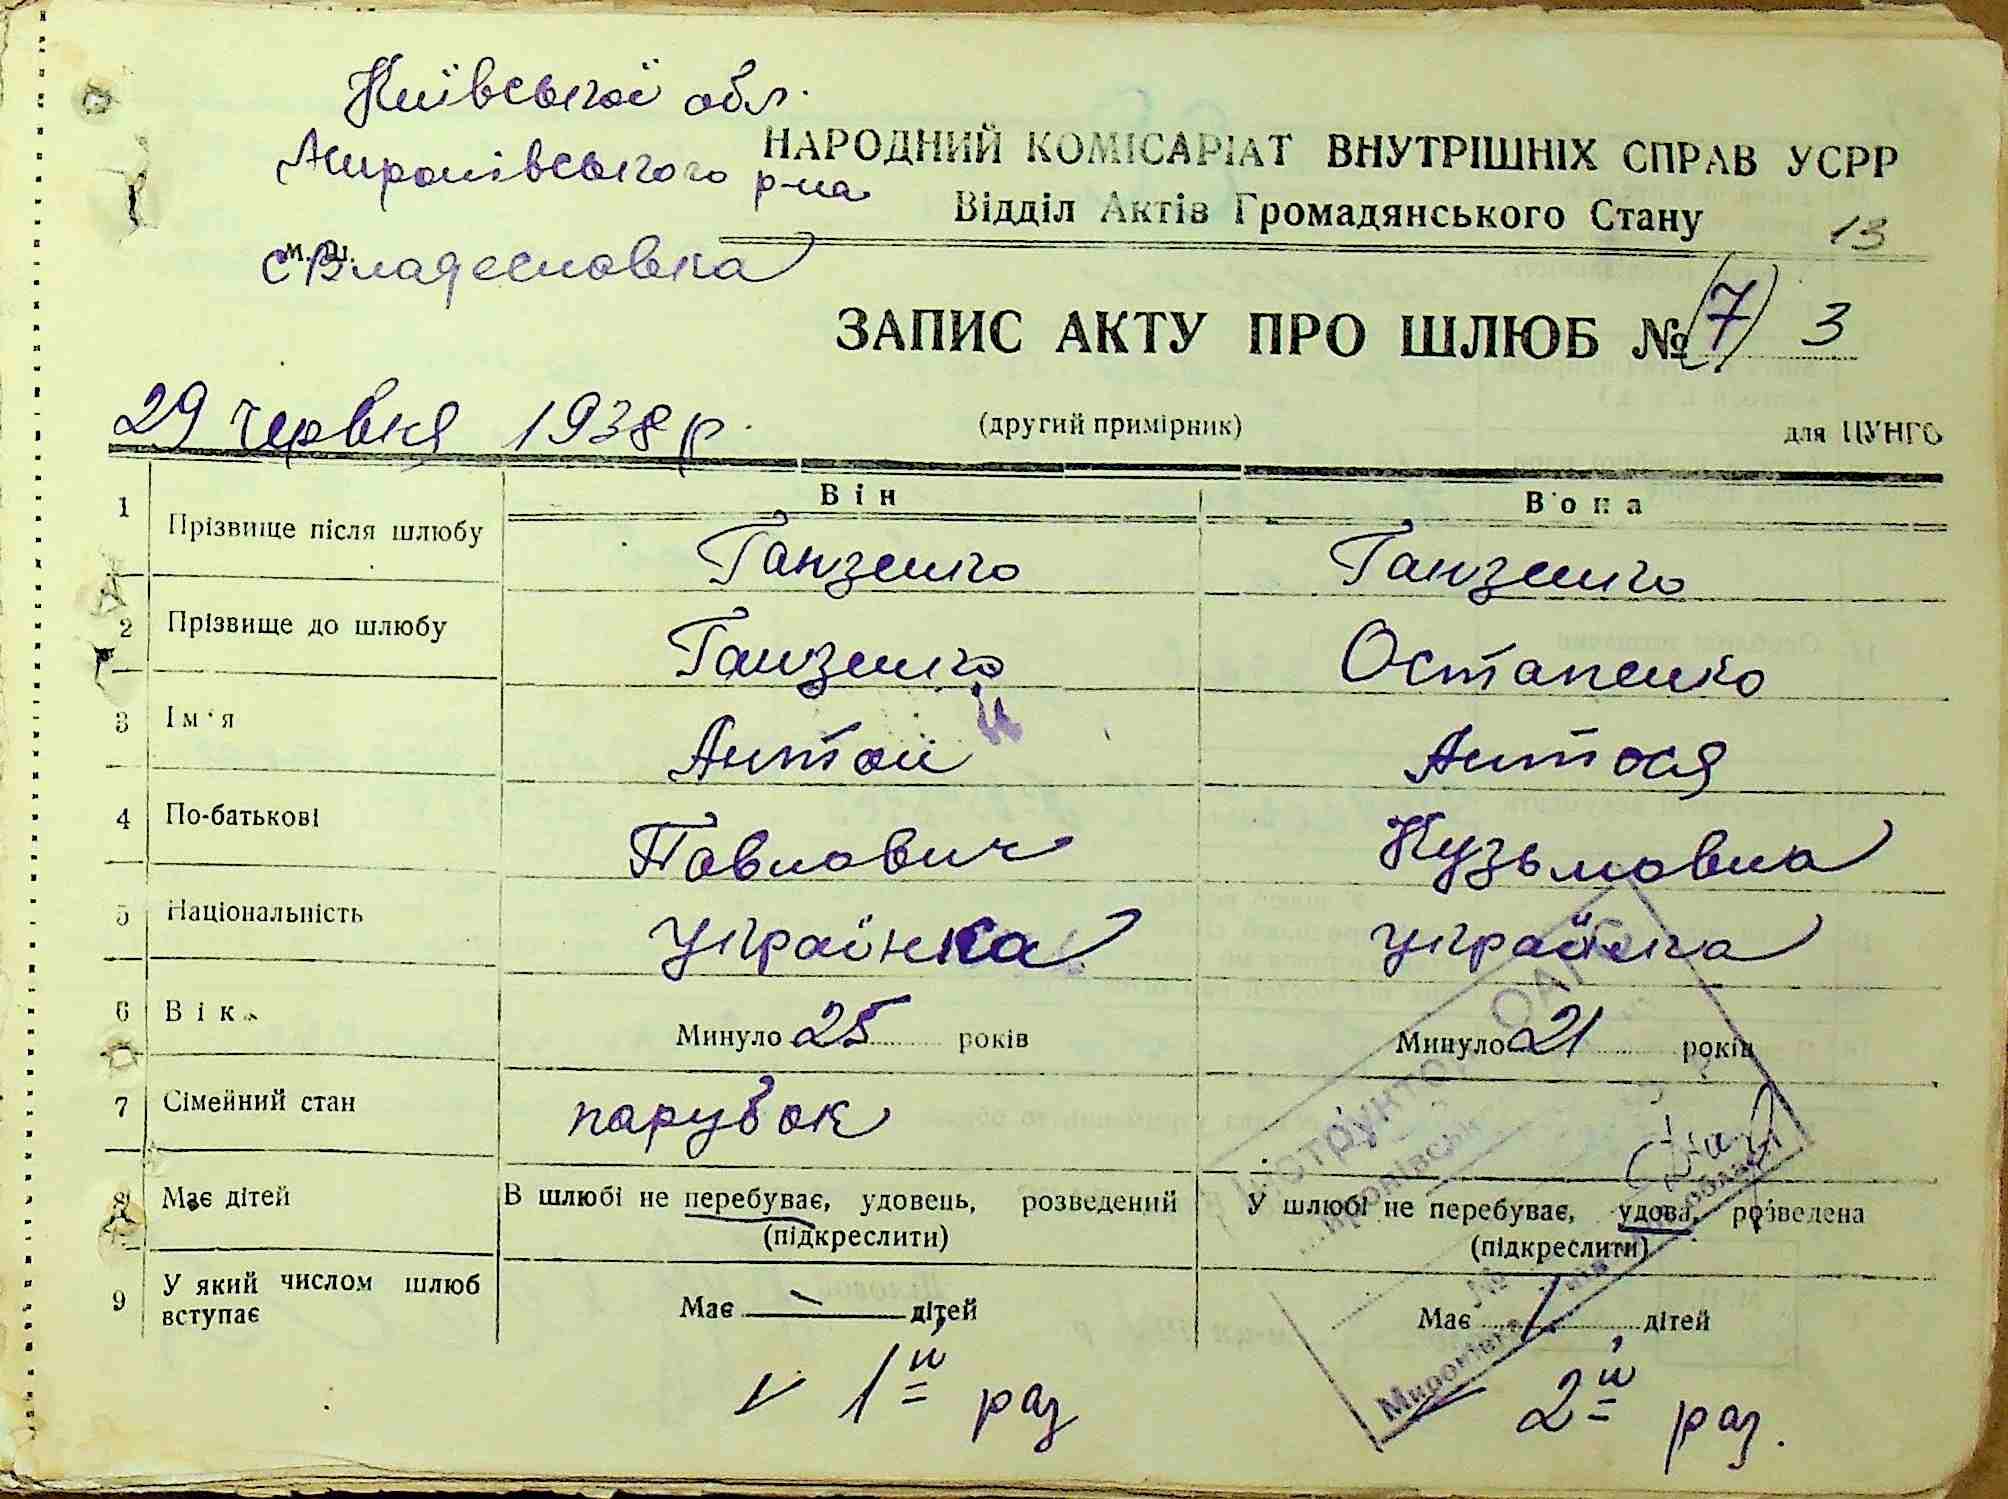 Київської обл.
Миронівського р-на
НАРОДНИЙ КОМІСАРІАТ ВНУТРІШНІХ СПРАВ УСРР
Відділ Актів Громадянського Стану
13
с Владесловка
ЗАПИС АКТУ ПРО ШЛЮБ № (7) 3
29 червня 1938 р.
(другий примірник)
для ЦУНГО
Він
Вона
1 Прізвище після шлюбу Ганзенко Ганзенко
2 Прізвище до шлюбу Ганзенко Остапенко
3 Ім'я Антон Антося
4 По-батькові Павлович Кузьмовна
5 Національність українка українка
6 Вік Минуло 25 років Минуло 21 років
7 Сімейний стан парубок
8 Має дітей В шлюбі не перебуває, удовець, розведений У шлюбі не перебуває, удова, розведена
(підкреслити) (підкреслити)
9 У який числом шлюб
вступає
Має — дітей Має дітей
1й раз 2й раз.